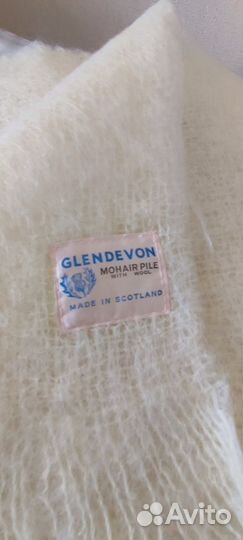 GLENDEVON
MOHAIR PILE
WITH WOOL
MADE IN SCOTLAND
Avito